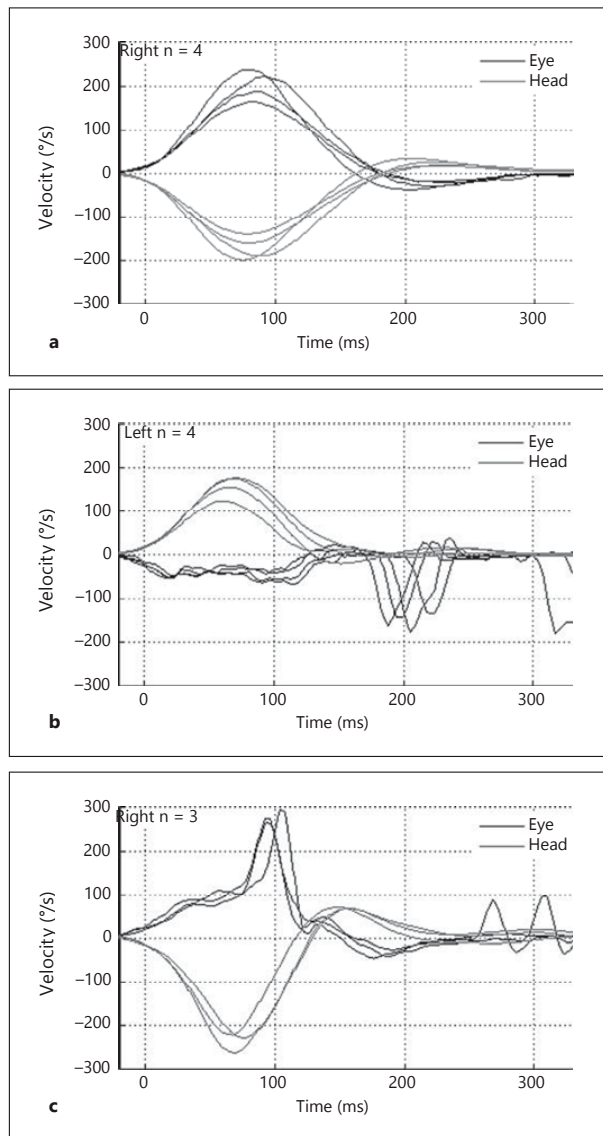 300
Right n = 4
Eye
200
Head
100
0
–100
–200
–300
Velocity (°/s)
0
100
200
300
a
Time (ms)
300
Left n = 4
Eye
200
Head
100
0
–100
–200
–300
Velocity (°/s)
0
100
200
300
b
Time (ms)
300
Right n = 3
Eye
200
Head
100
0
–100
–200
–300
Velocity (°/s)
0
100
200
300
c
Time (ms)